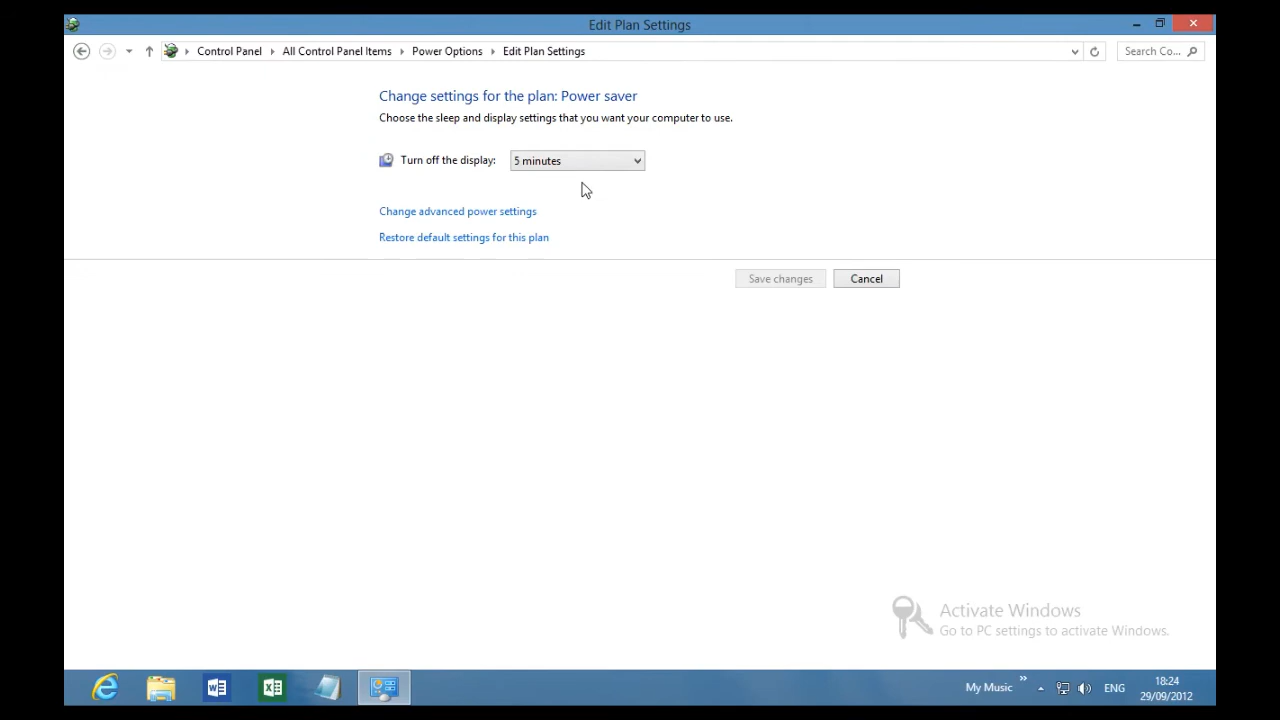 Edit Plan Settings
Control Panel
All Control Panel Items
Power Options
Edit Plan Settings
Search Co...
Change settings for the plan: Power saver
Choose the sleep and display settings that you want your computer to use.
Turn off the display:
5 minutes
Change advanced power settings
Restore default settings for this plan
Save changes
Cancel
Activate Windows
Go to PC settings to activate Windows.
My Music
ENG
18:24
29/09/2012